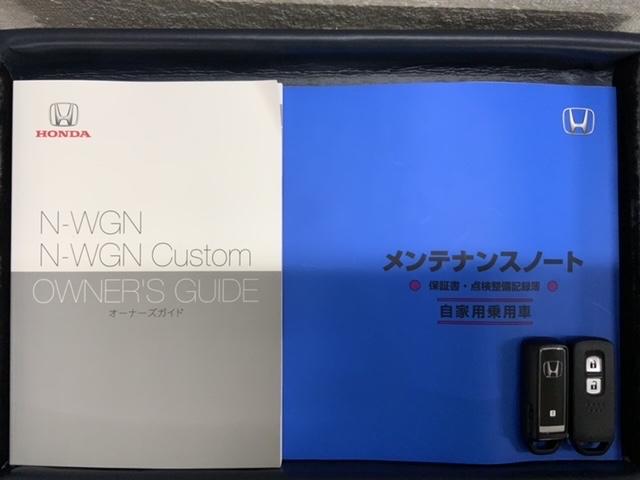 HONDA
N-WGN
N-WGN Custom
OWNER'S GUIDE
オーナーズガイド
メンテナンスノート
保証書・点検整備記録簿
自家用乗用車